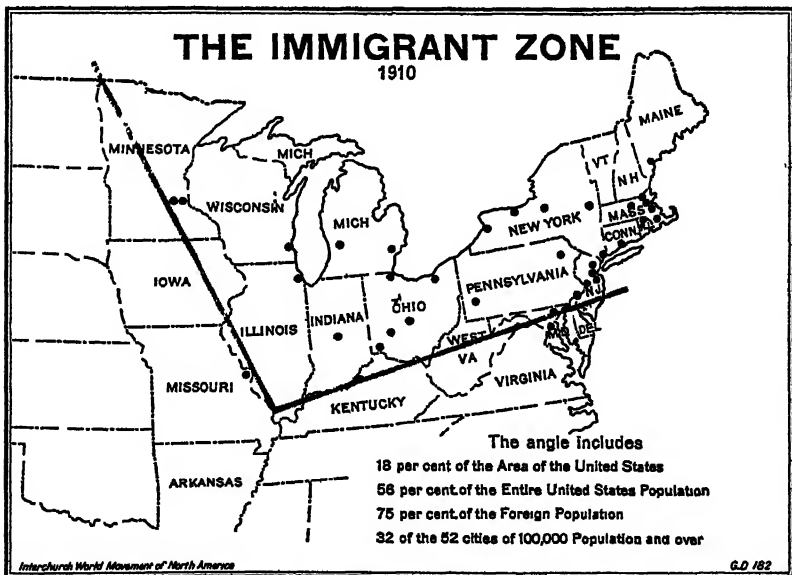 THE IMMIGRANT ZONE
1910
MAINE
MINNESOTA
MICH
VT
NH
WISCONSIN
MICH
NEW YORK
MASS
CONN.
R.I.
IOWA
PENNSYLVANIA
N.J.
OHIO
ILLINOIS
INDIANA
WEST
VA
MD
DEL
MISSOURI
KENTUCKY
VIRGINIA
ARKANSAS
The angle includes
18 per cent. of the Area of the United States
56 per cent. of the Entire United States Population
75 per cent. of the Foreign Population
32 of the 52 cities of 100,000 Population and over
Interchurch World Movement of North America
G.D 182